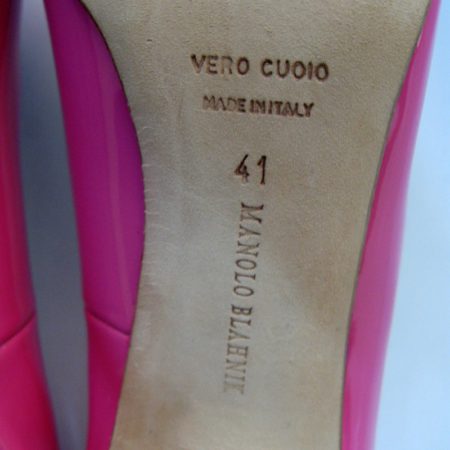 VERO CUOIO
MADE IN ITALY
41
MANOLO BLAHNIK